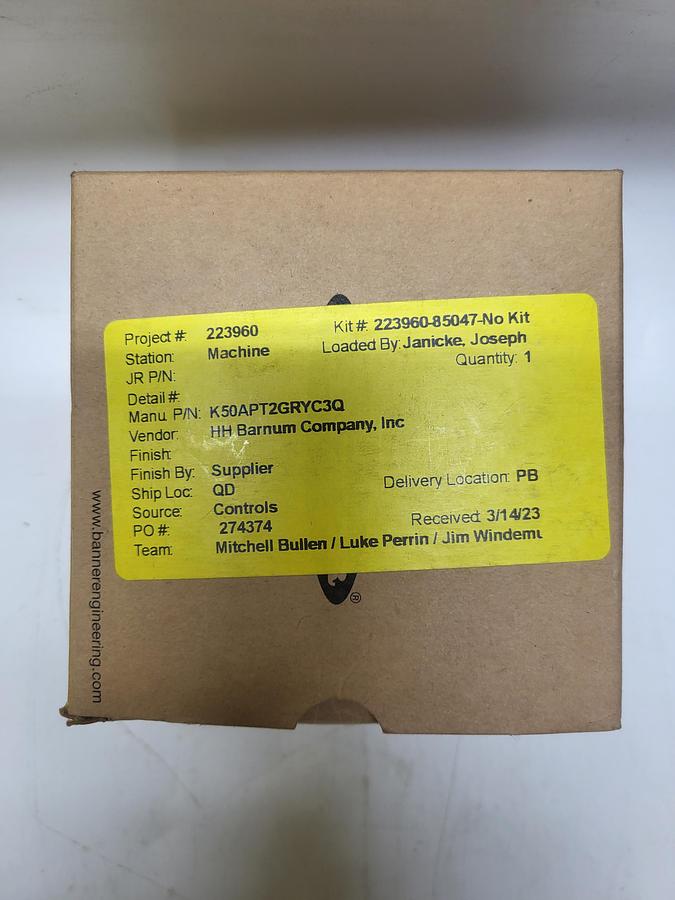 Project #: 223960 Kit #: 223960-85047-No Kit
Station: Machine Loaded By: Janicke, Joseph
JR P/N: Quantity: 1
Detail #:
Manu. P/N: K50APT2GRYC3Q
Vendor: HH Barnum Company, Inc
Finish:
Finish By: Supplier
Ship Loc: QD Delivery Location: PB
Source: Controls
PO #: 274374 Received: 3/14/23
Team: Mitchell Bullen / Luke Perrin / Jim
www.bannerengineering.com
®